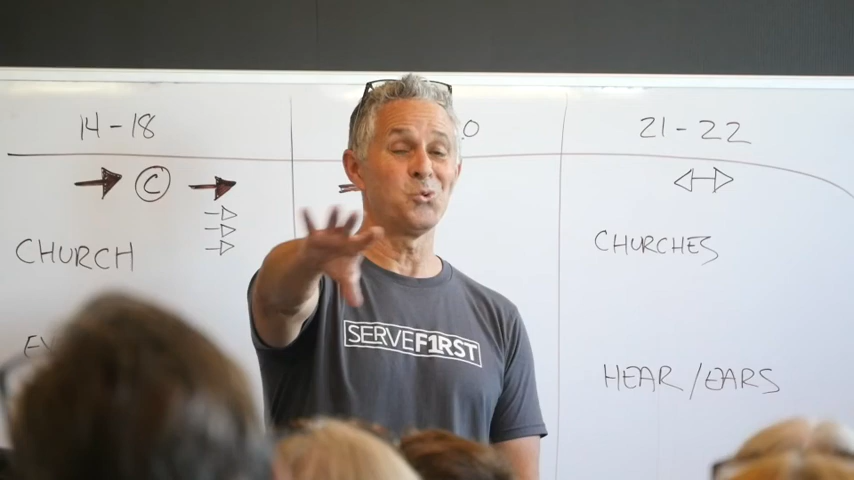 14-18
0
21-22
C
CHURCH
CHURCHES
SERVEF1RST
HEAR/EARS